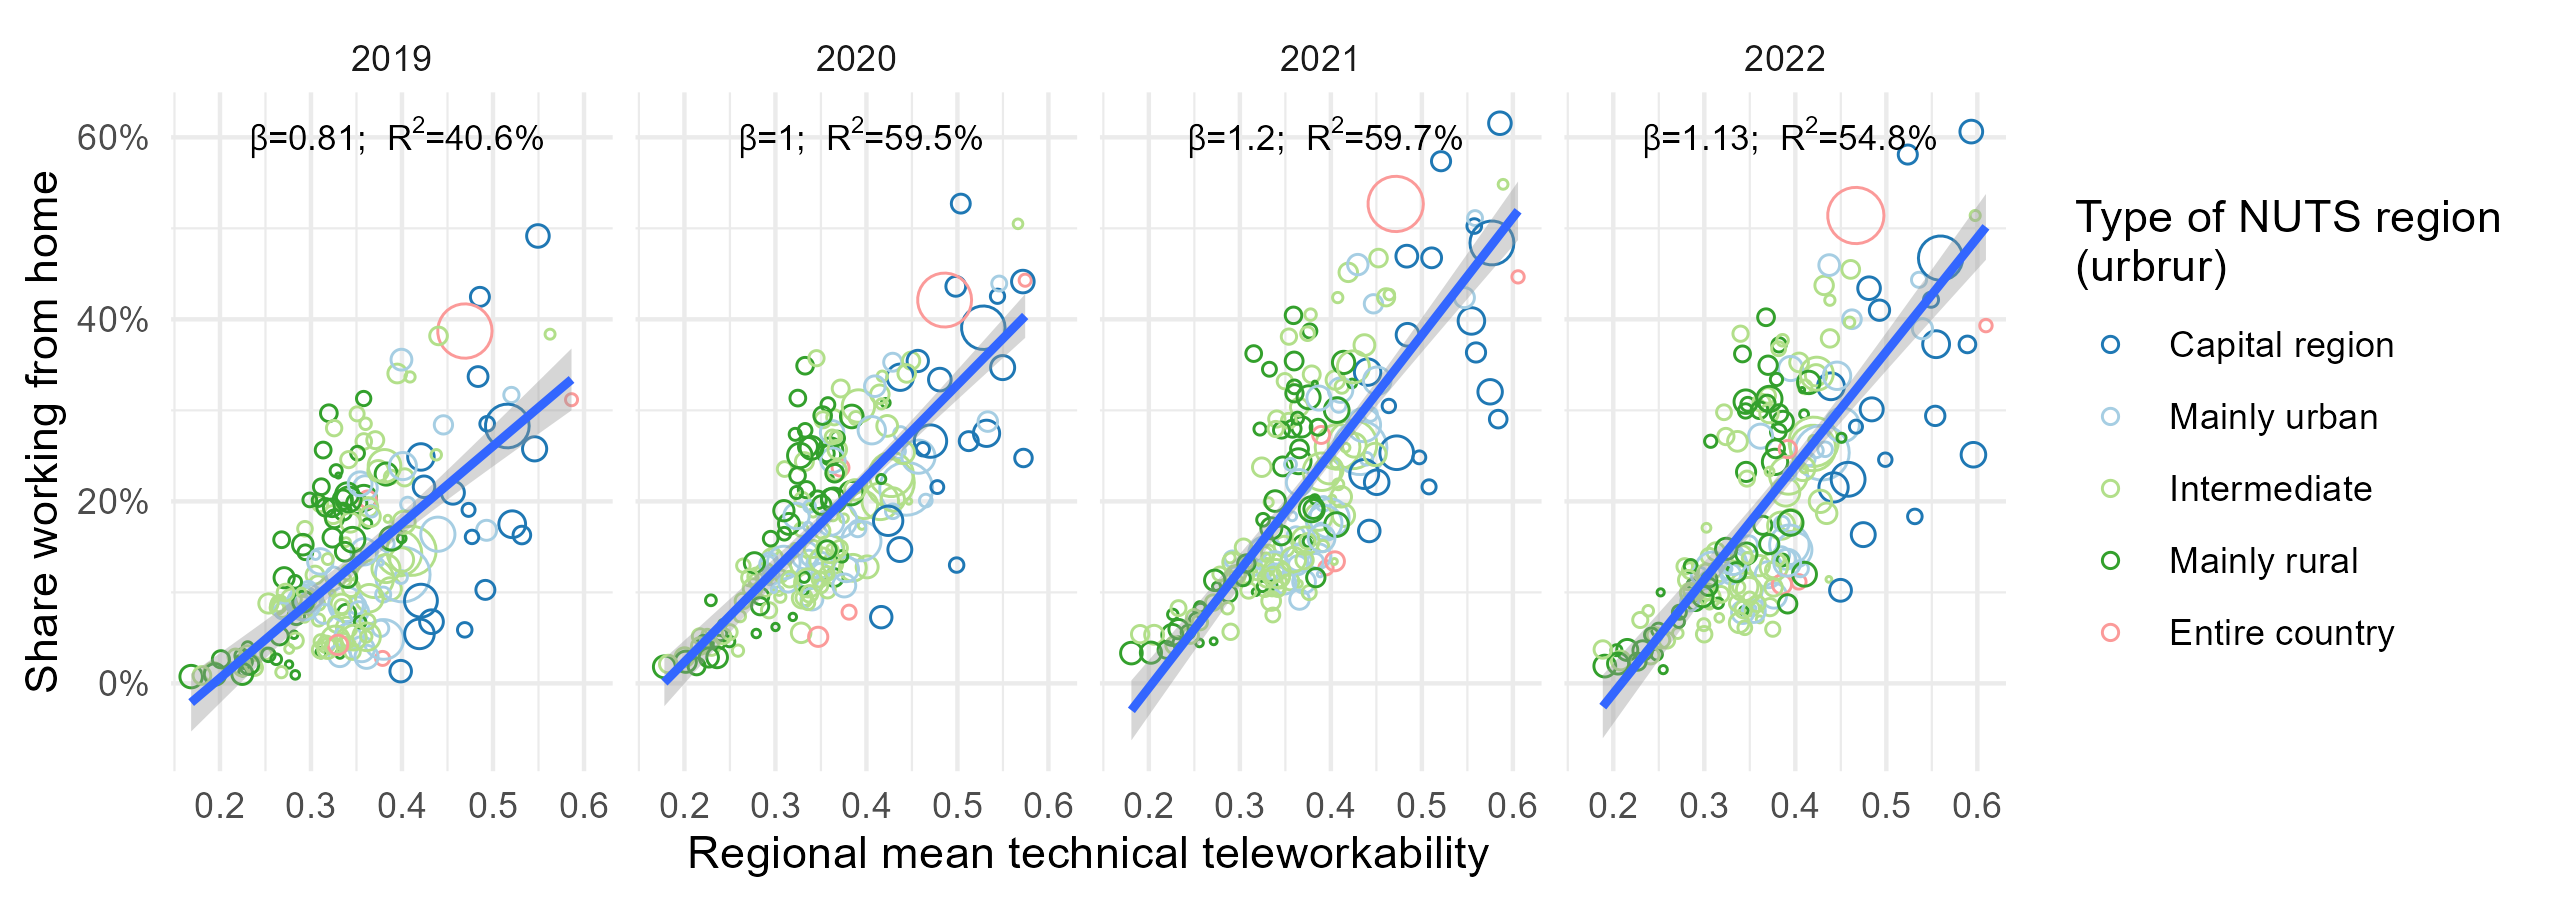 2019 2020 2021 2022
β=0.81; R²=40.6% β=1; R²=59.5% β=1.2; R²=59.7% β=1.13; R²=54.8%
60%
40%
20%
0%
Share working from home
0.2 0.3 0.4 0.5 0.6 0.2 0.3 0.4 0.5 0.6 0.2 0.3 0.4 0.5 0.6 0.2 0.3 0.4 0.5 0.6
Regional mean technical teleworkability
Type of NUTS region
(urbrur)
Capital region
Mainly urban
Intermediate
Mainly rural
Entire country